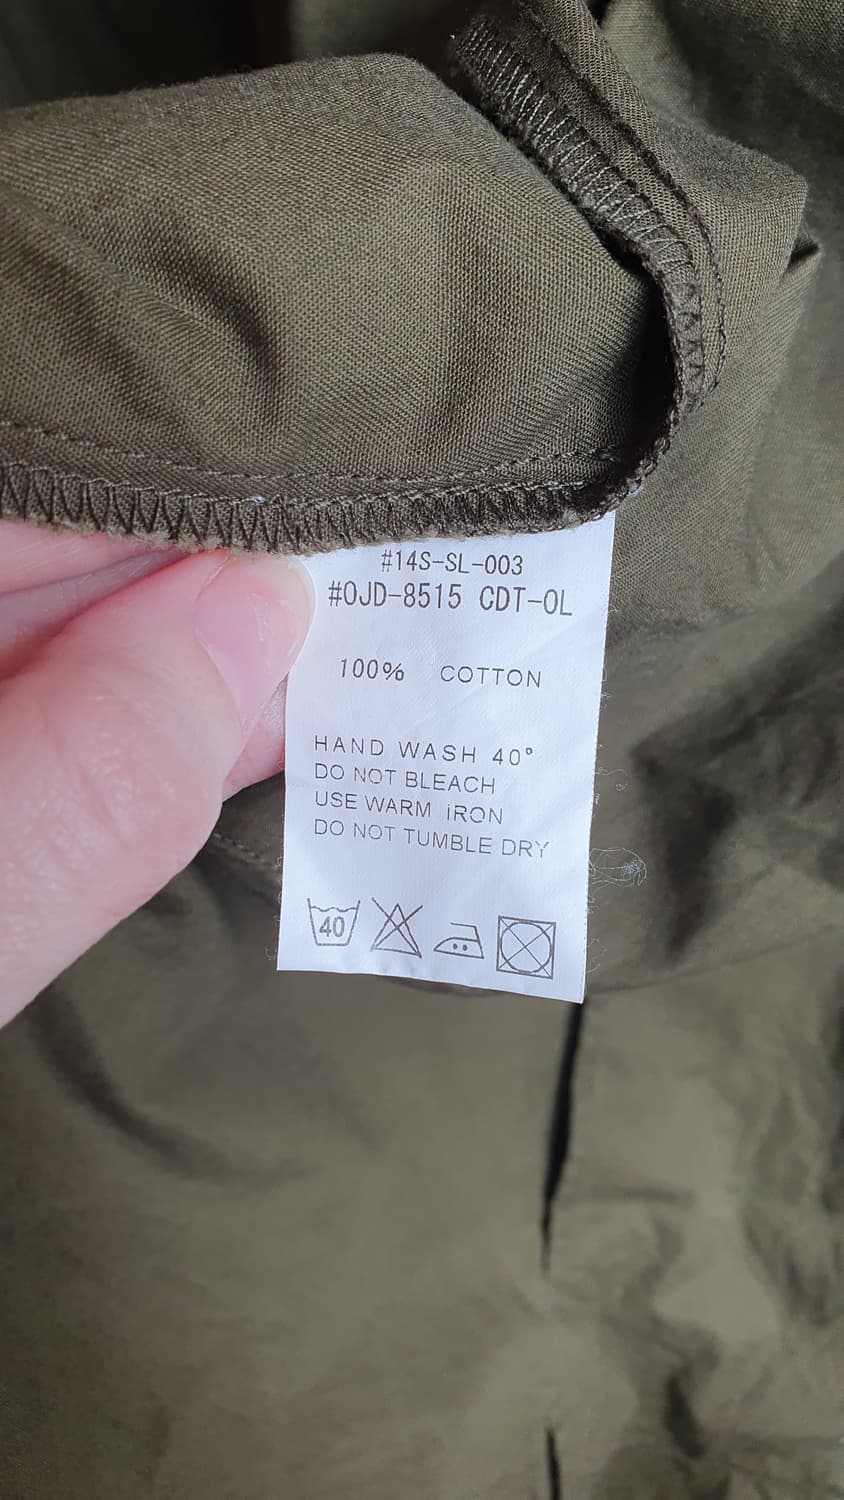 #14S-SL-003
#OJD-8515 CDT-OL
100% COTTON
HAND WASH 40°
DO NOT BLEACH
USE WARM IRON
DO NOT TUMBLE DRY
40